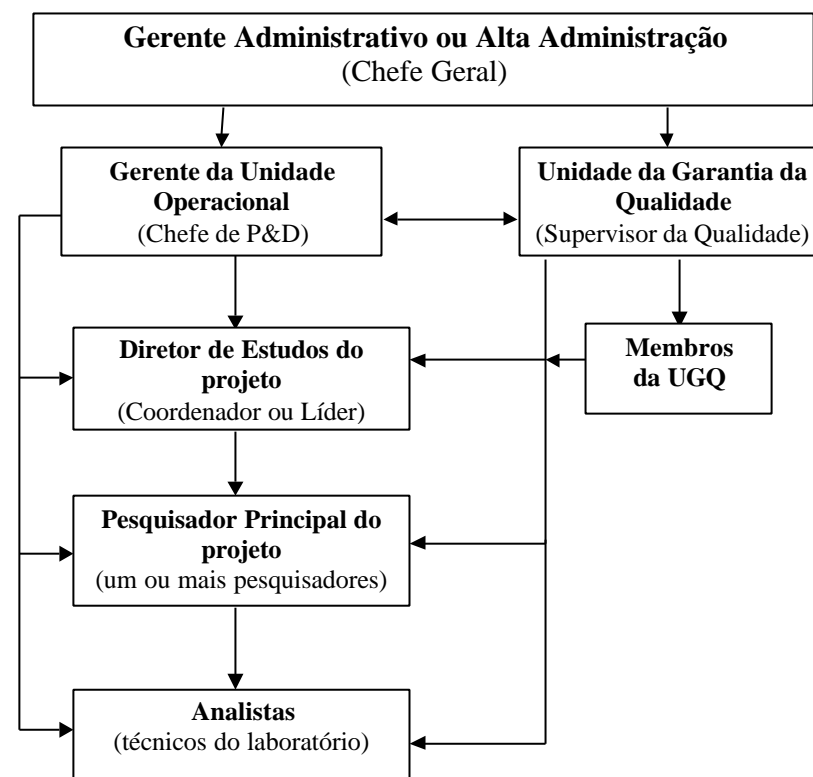 Gerente Administrativo ou Alta Administração
(Chefe Geral)
Gerente da Unidade
Operacional
(Chefe de P&D)
Unidade da Garantia da
Qualidade
(Supervisor da Qualidade)
Diretor de Estudos do
projeto
(Coordenador ou Líder)
Membros
da UGQ
Pesquisador Principal do
projeto
(um ou mais pesquisadores)
Analistas
(técnicos do laboratório)